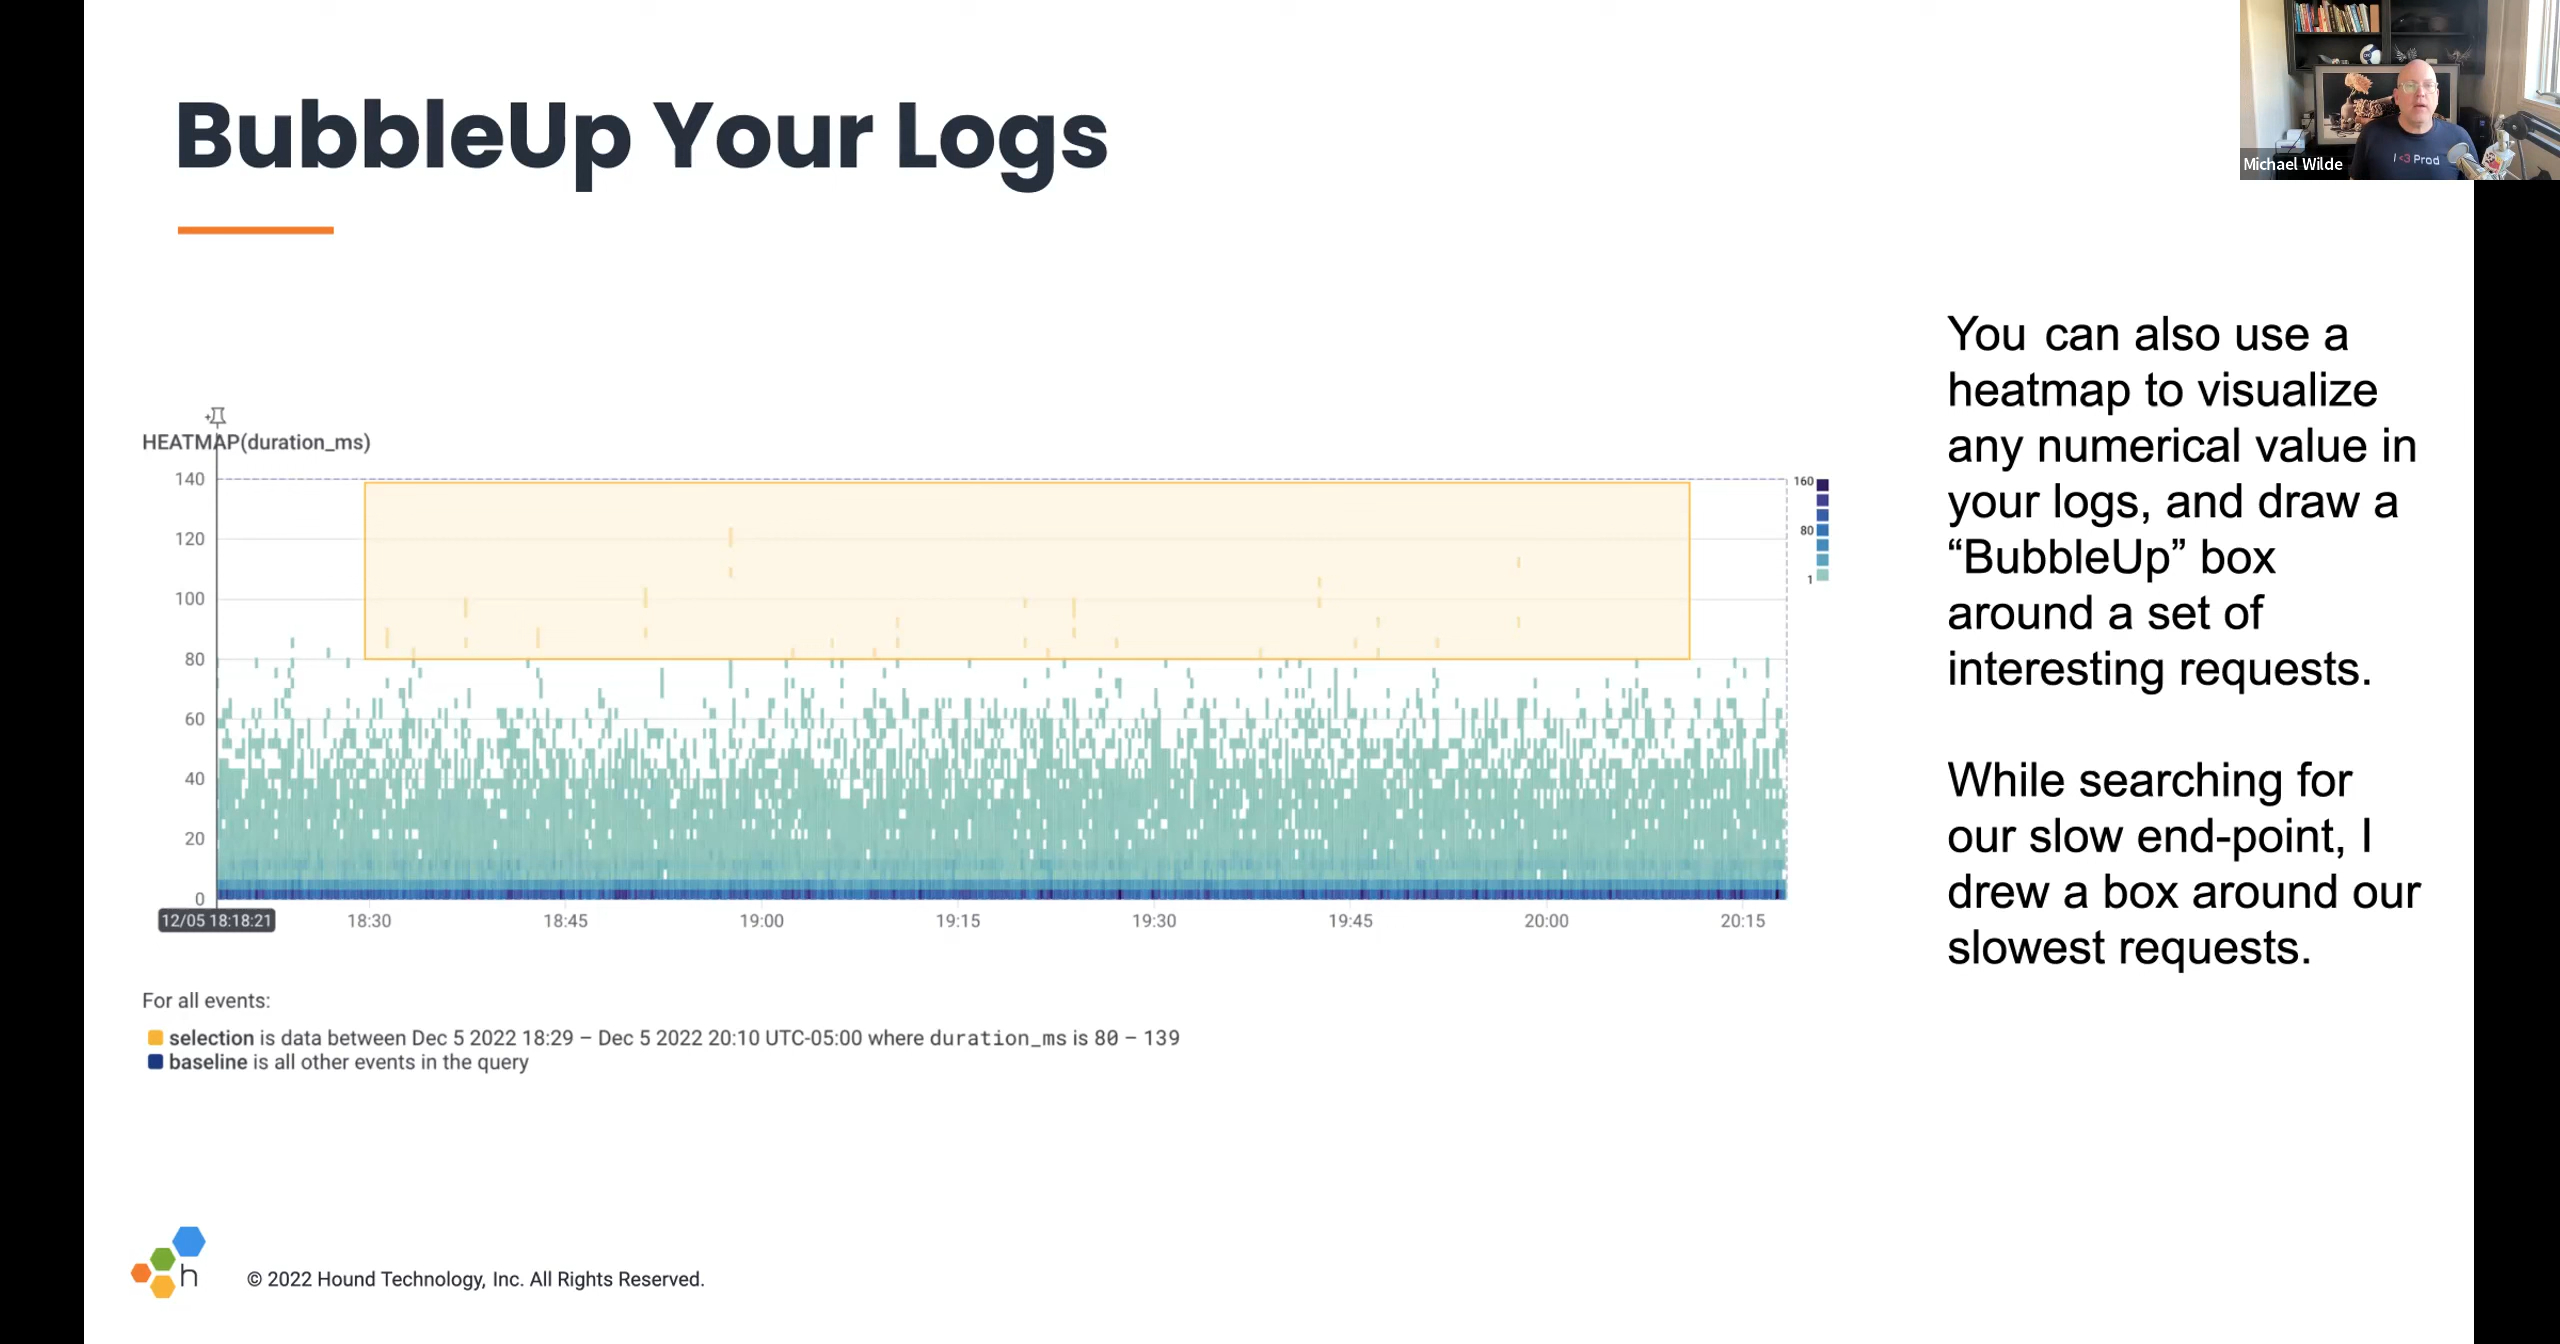 BubbleUp Your Logs
Michael Wilde
I <3 Prod
HEATMAP(duration_ms)
140
120
100
80
60
40
20
0
160
80
1
12/05 18:18:21
18:30
18:45
19:00
19:15
19:30
19:45
20:00
20:15
For all events:
selection is data between Dec 5 2022 18:29 – Dec 5 2022 20:10 UTC-05:00 where duration_ms is 80 – 139
baseline is all other events in the query
You can also use a
heatmap to visualize
any numerical value in
your logs, and draw a
“BubbleUp” box
around a set of
interesting requests.
While searching for
our slow end-point, I
drew a box around our
slowest requests.
h
© 2022 Hound Technology, Inc. All Rights Reserved.